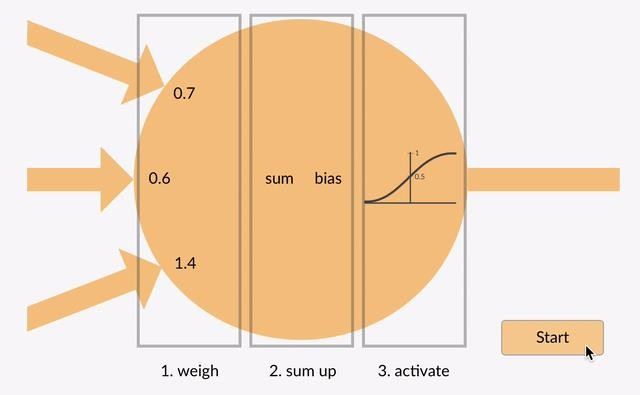 0.7
0.6
1.4
sum bias
1
0.5
Start
1. weigh
2. sum up
3. activate